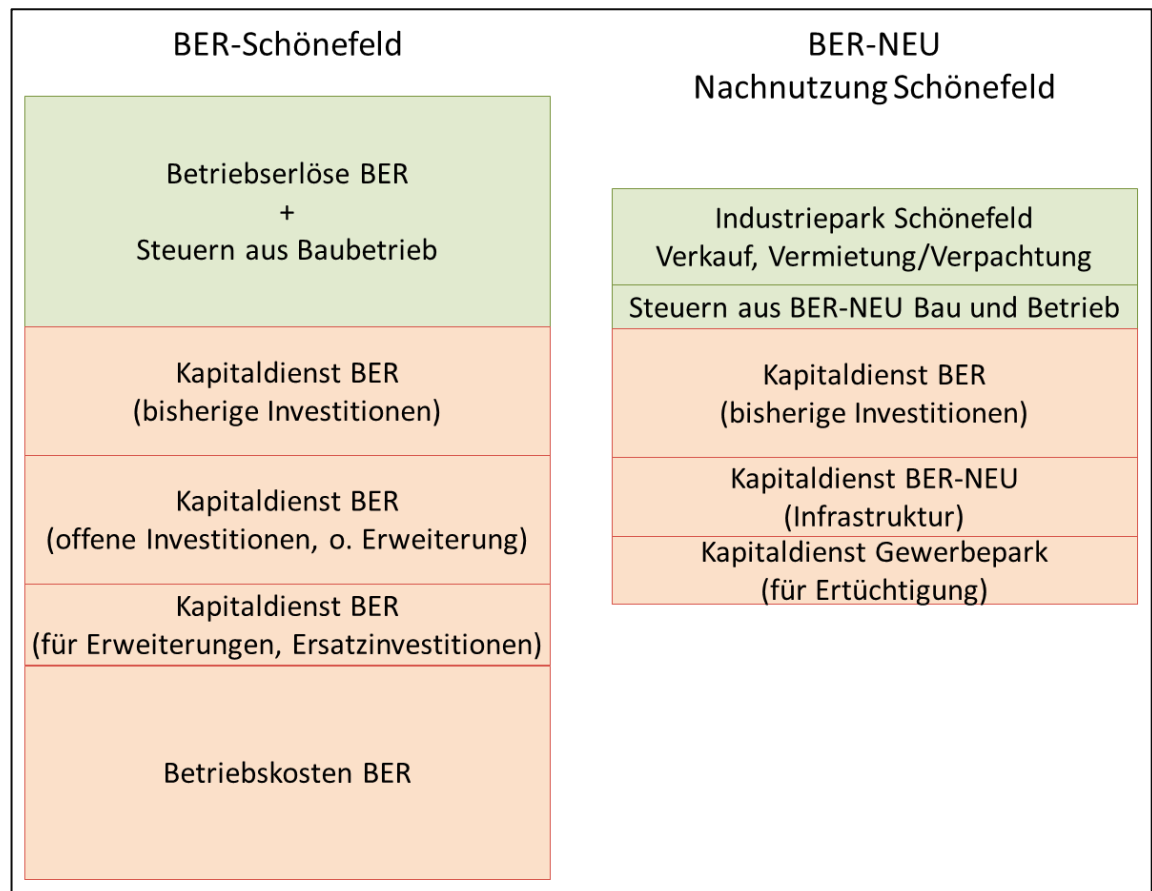 BER-Schönefeld
Betriebserlöse BER
+
Steuern aus Baubetrieb
Kapitaldienst BER
(bisherige Investitionen)
Kapitaldienst BER
(offene Investitionen, o. Erweiterung)
Kapitaldienst BER
(für Erweiterungen, Ersatzinvestitionen)
Betriebskosten BER
BER-NEU
Nachnutzung Schönefeld
Industriepark Schönefeld
Verkauf, Vermietung/Verpachtung
Steuern aus BER-NEU Bau und Betrieb
Kapitaldienst BER
(bisherige Investitionen)
Kapitaldienst BER-NEU
(Infrastruktur)
Kapitaldienst Gewerbepark
(für Ertüchtigung)